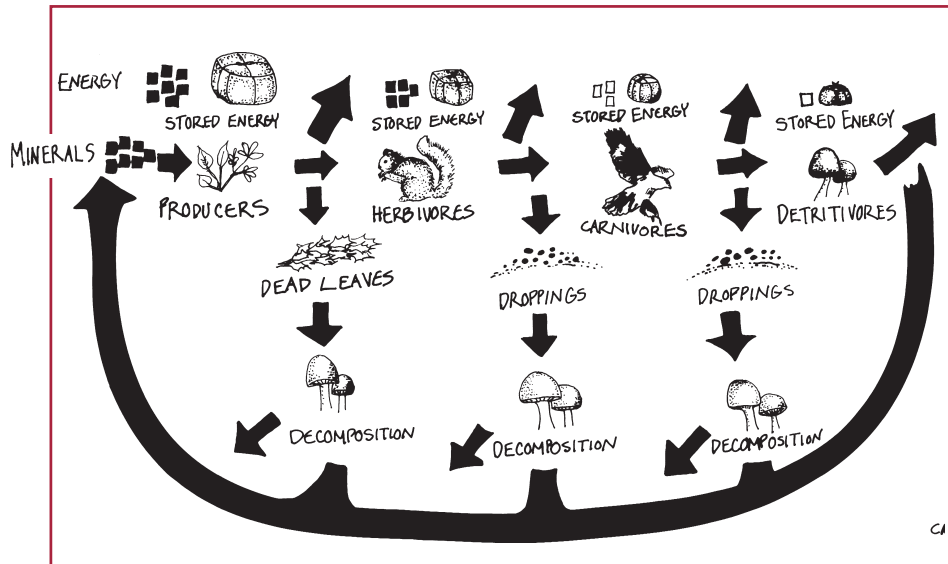 ENERGY
STORED ENERGY
STORED ENERGY
STORED ENERGY
STORED ENERGY
MINERALS
PRODUCERS
HERBIVORES
CARNIVORES
DETRITIVORES
DEAD LEAVES
DROPPINGS
DROPPINGS
DECOMPOSITION
DECOMPOSITION
DECOMPOSITION